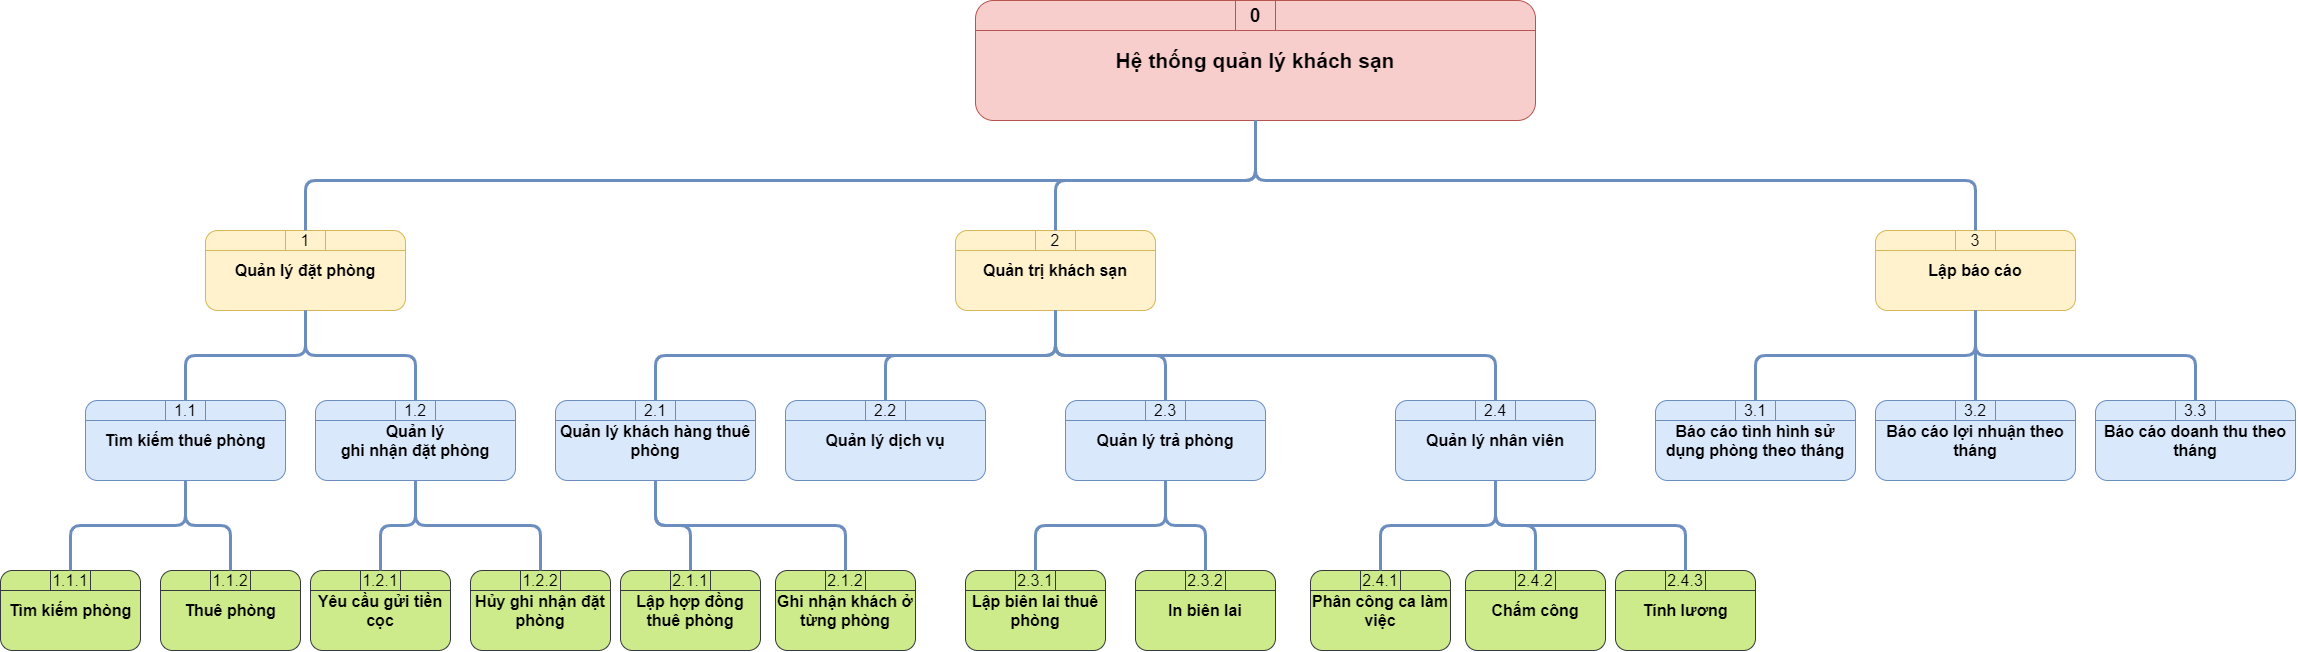 0
Hệ thống quản lý khách sạn
1
Quản lý đặt phòng
2
Quản trị khách sạn
3
Lập báo cáo
1.1
Tìm kiếm thuê phòng
1.2
Quản lý
ghi nhận đặt phòng
2.1
Quản lý khách hàng thuê
phòng
2.2
Quản lý dịch vụ
2.3
Quản lý trả phòng
2.4
Quản lý nhân viên
3.1
Báo cáo tình hình sử
dụng phòng theo tháng
3.2
Báo cáo lợi nhuận theo
tháng
3.3
Báo cáo doanh thu theo
tháng
1.1.1
Tìm kiếm phòng
1.1.2
Thuê phòng
1.2.1
Yêu cầu gửi tiền
cọc
1.2.2
Hủy ghi nhận đặt
phòng
2.1.1
Lập hợp đồng
thuê phòng
2.1.2
Ghi nhận khách ở
từng phòng
2.3.1
Lập biên lai thuê
phòng
2.3.2
In biên lai
2.4.1
Phân công ca làm
việc
2.4.2
Chấm công
2.4.3
Tính lương